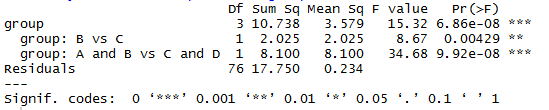 Df Sum Sq Mean Sq F value Pr(>F)
group 3 10.738 3.579 15.32 6.86e-08 ***
group: B vs C 1 2.025 2.025 8.67 0.00429 **
group: A and B vs C and D 1 8.100 8.100 34.68 9.92e-08 ***
Residuals 76 17.750 0.234
---
Signif. codes: 0 ‘***’ 0.001 ‘**’ 0.01 ‘*’ 0.05 ‘.’ 0.1 ‘ ’ 1